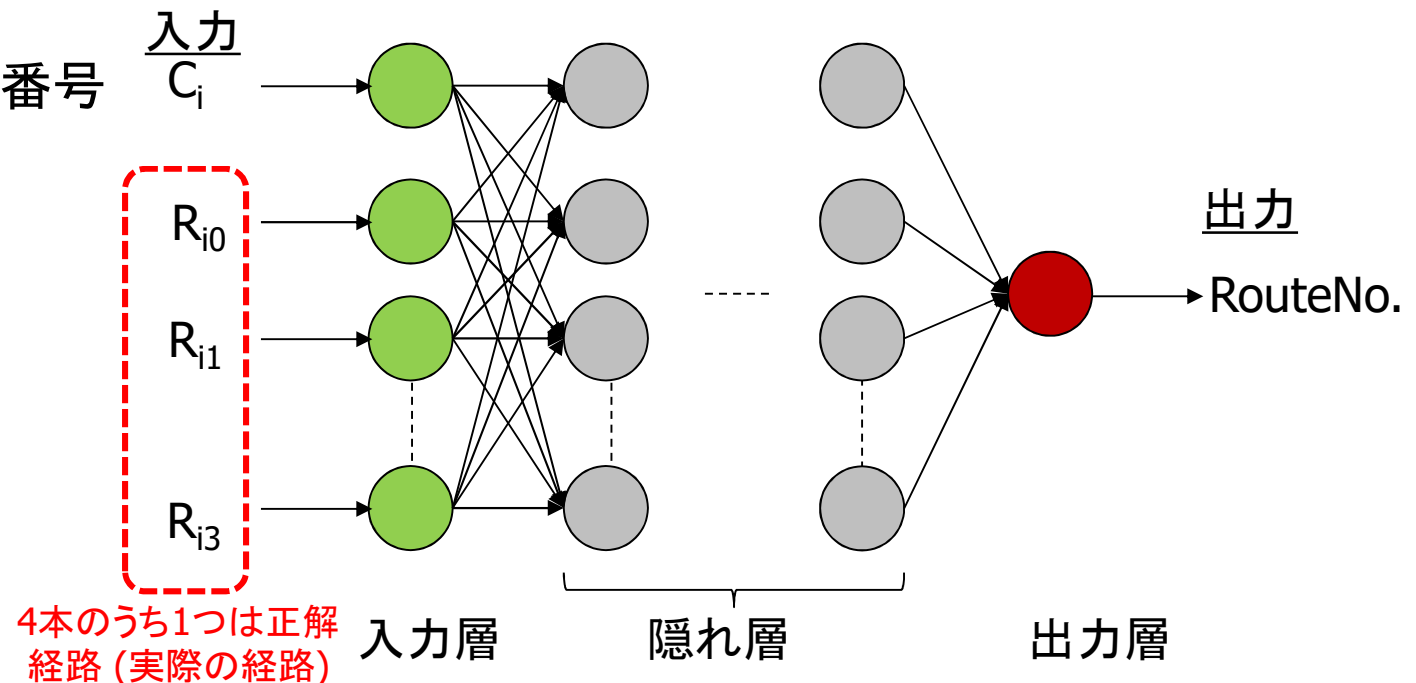 入力
番号
Ci
Ri0
Ri1
Ri3
4本のうち1つは正解
経路 (実際の経路)
入力層
隠れ層
出力層
出力
RouteNo.